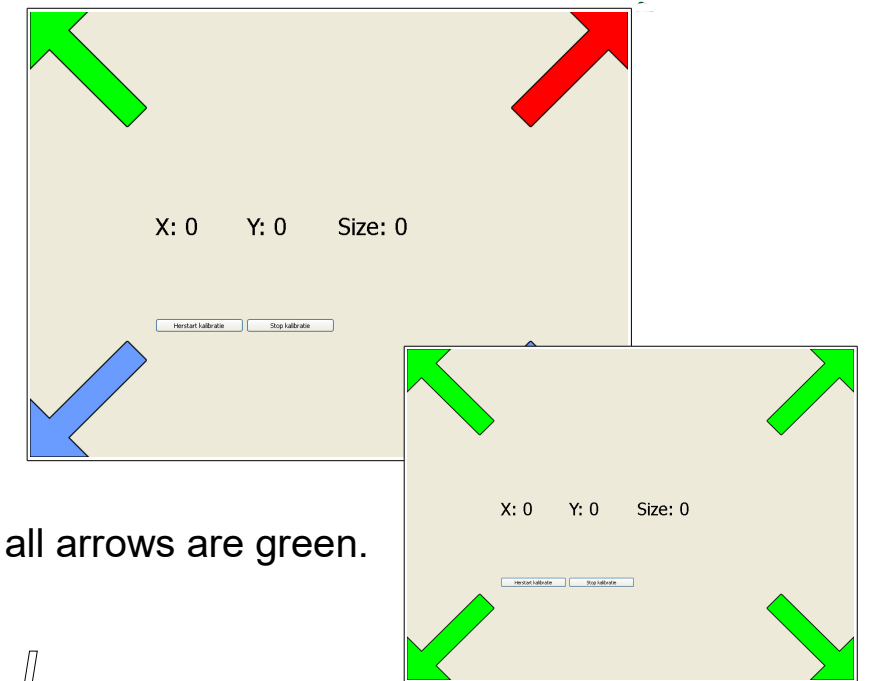 X: 0 Y: 0 Size: 0
Herstart kalibratie Stop kalibratie
all arrows are green.
X: 0 Y: 0 Size: 0
Herstart kalibratie Stop kalibratie